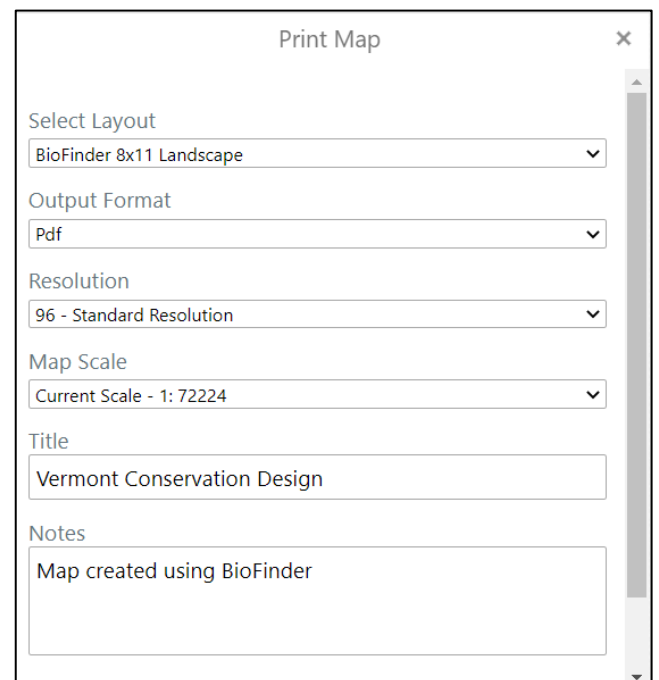 Print Map
Select Layout
BioFinder 8x11 Landscape
Output Format
Pdf
Resolution
96 - Standard Resolution
Map Scale
Current Scale - 1: 72224
Title
Vermont Conservation Design
Notes
Map created using BioFinder